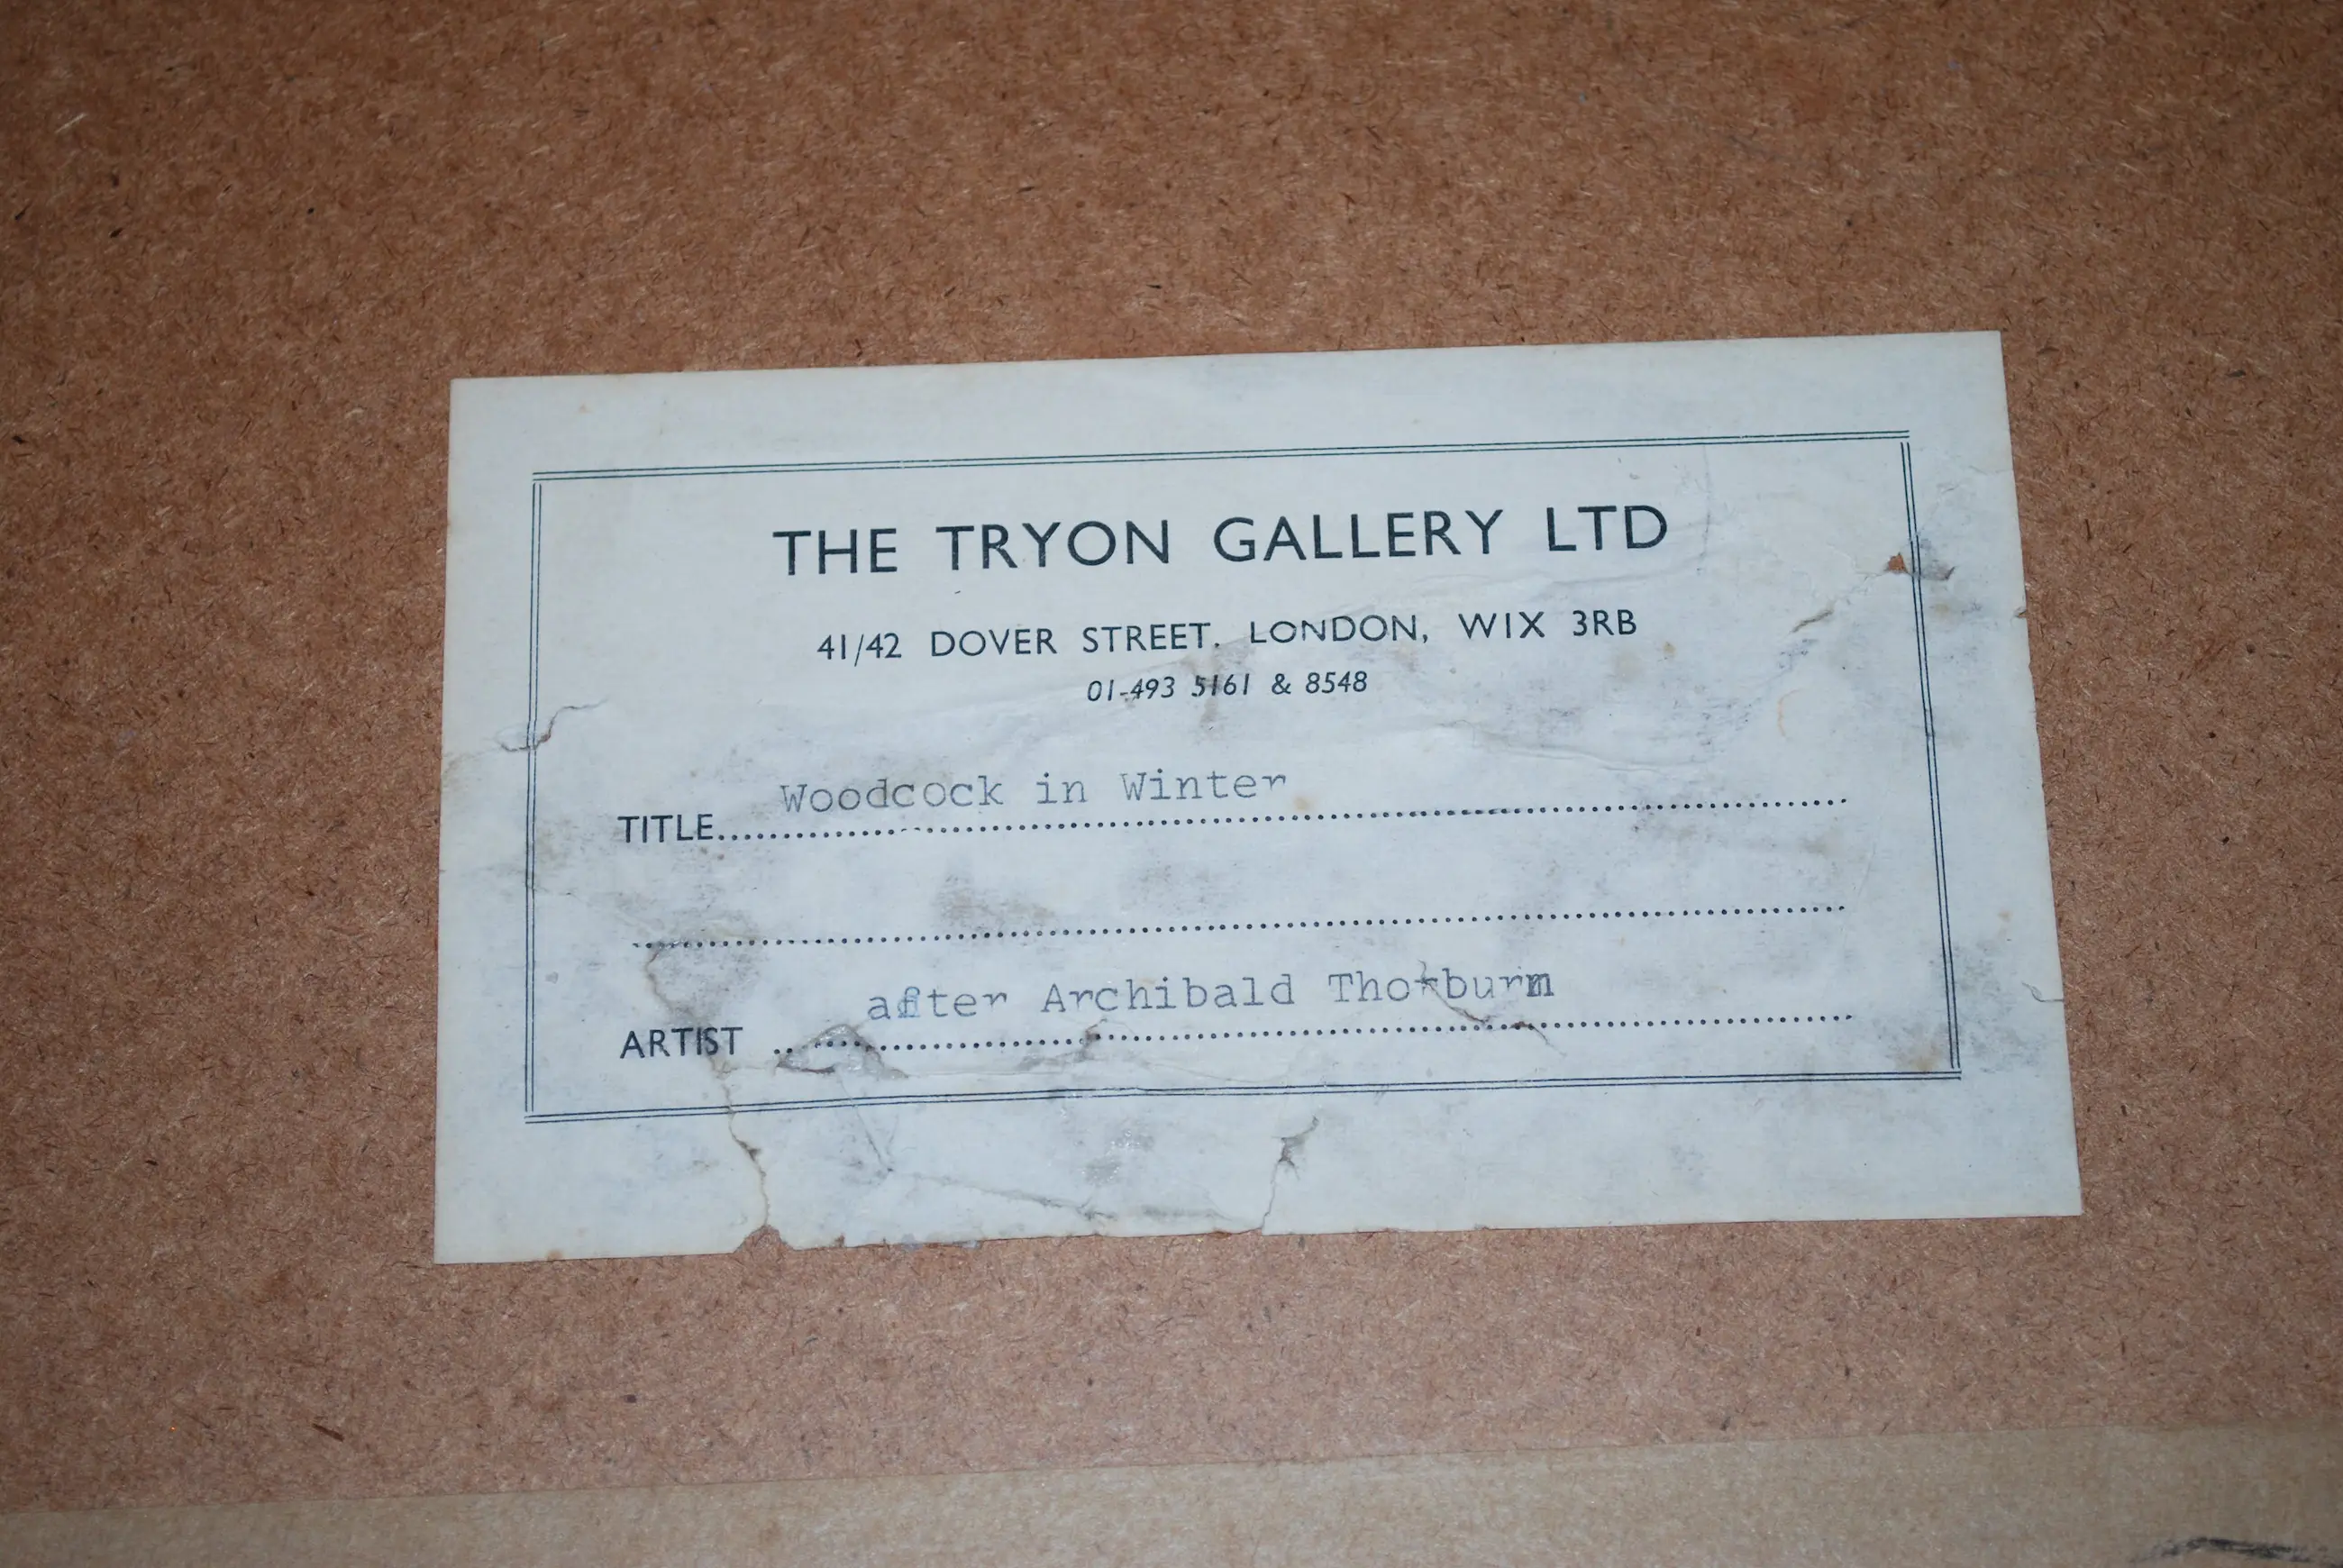 THE TRYON GALLERY LTD
41/42 DOVER STREET. LONDON, WIX 3RB
01-493 5161 & 8548
TITLE Woodcock in Winter
ARTIST after Archibald Thorburn